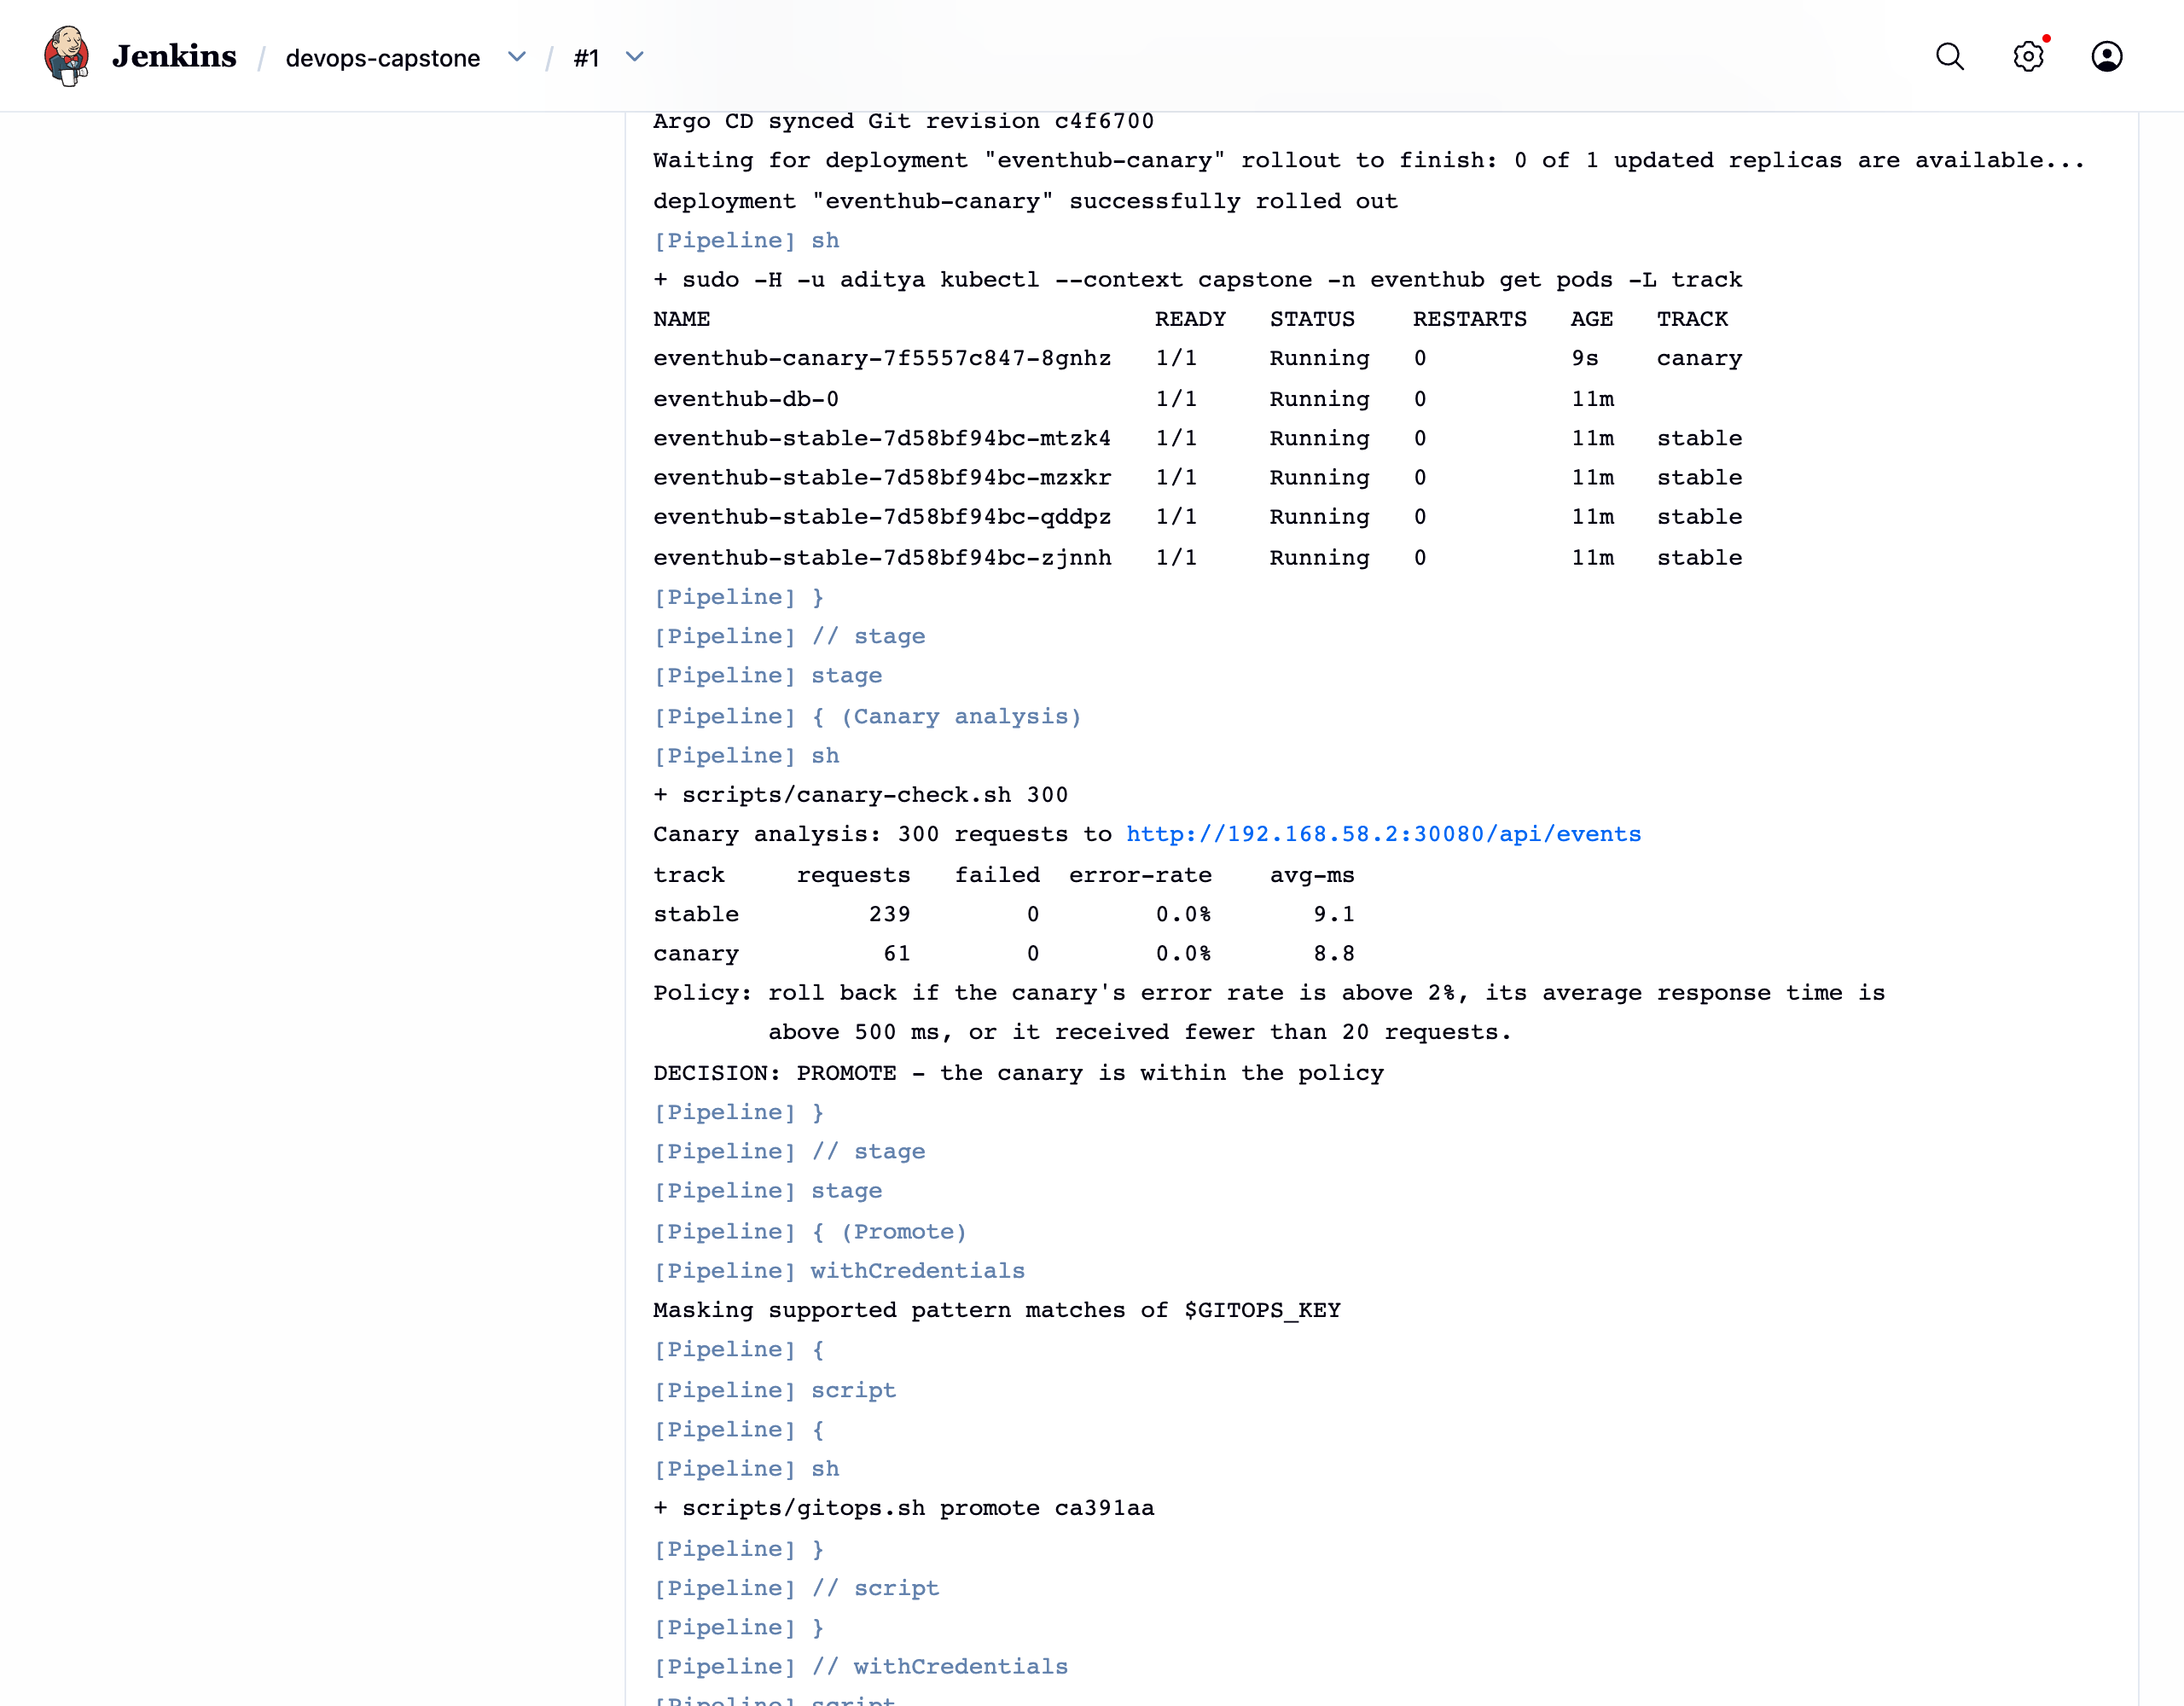 Jenkins / devops-capstone / #1
Argo CD synced Git revision c4f6700
Waiting for deployment "eventhub-canary" rollout to finish: 0 of 1 updated replicas are available...
deployment "eventhub-canary" successfully rolled out
[Pipeline] sh
+ sudo -H -u aditya kubectl --context capstone -n eventhub get pods -L track
NAME READY STATUS RESTARTS AGE TRACK
eventhub-canary-7f5557c847-8gnhz 1/1 Running 0 9s canary
eventhub-db-0 1/1 Running 0 11m
eventhub-stable-7d58bf94bc-mtzk4 1/1 Running 0 11m stable
eventhub-stable-7d58bf94bc-mzxkr 1/1 Running 0 11m stable
eventhub-stable-7d58bf94bc-qddpz 1/1 Running 0 11m stable
eventhub-stable-7d58bf94bc-zjnnh 1/1 Running 0 11m stable
[Pipeline] }
[Pipeline] // stage
[Pipeline] stage
[Pipeline] { (Canary analysis)
[Pipeline] sh
+ scripts/canary-check.sh 300
Canary analysis: 300 requests to http://192.168.58.2:30080/api/events
track requests failed error-rate avg-ms
stable 239 0 0.0% 9.1
canary 61 0 0.0% 8.8
Policy: roll back if the canary's error rate is above 2%, its average response time is
above 500 ms, or it received fewer than 20 requests.
DECISION: PROMOTE - the canary is within the policy
[Pipeline] }
[Pipeline] // stage
[Pipeline] stage
[Pipeline] { (Promote)
[Pipeline] withCredentials
Masking supported pattern matches of $GITOPS_KEY
[Pipeline] {
[Pipeline] script
[Pipeline] {
[Pipeline] sh
+ scripts/gitops.sh promote ca391aa
[Pipeline] }
[Pipeline] // script
[Pipeline] }
[Pipeline] // withCredentials
[Pipeline] script